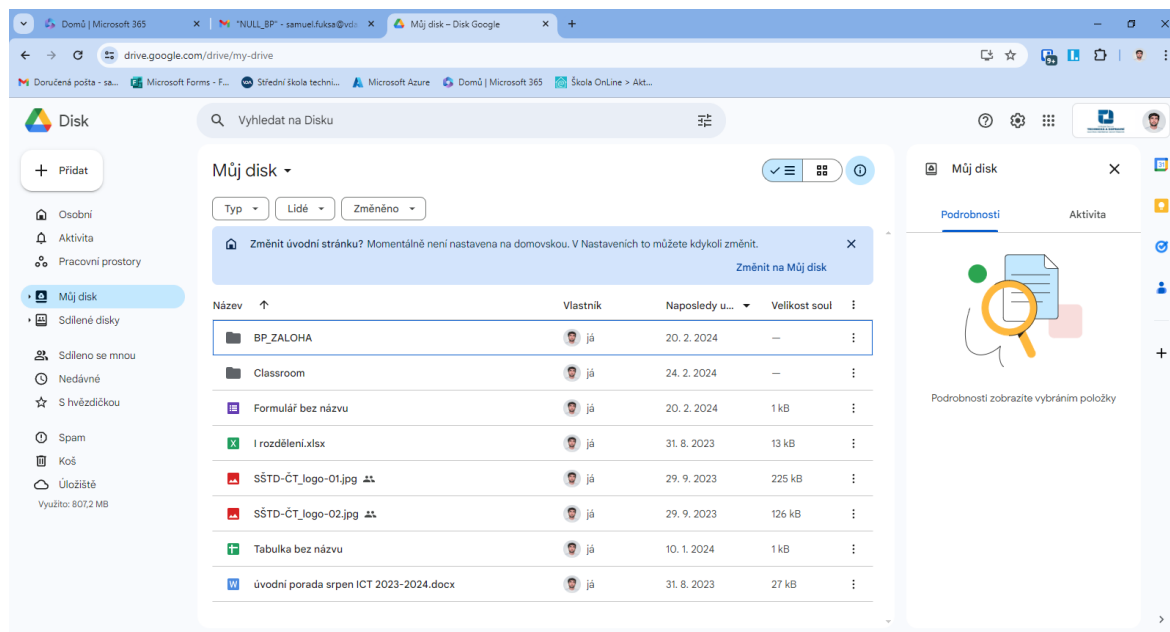 Domů | Microsoft 365
"NULL_BP" - samuel.fuksa@vda
Můj disk – Disk Google
drive.google.com/drive/my-drive
9+
Doručená pošta - sa...
Microsoft Forms - F...
Střední škola techni...
Microsoft Azure
Domů | Microsoft 365
Škola OnLine > Akt...
Disk
Vyhledat na Disku
Přidat
Osobní
Aktivita
Pracovní prostory
Můj disk
Sdílené disky
Sdíleno se mnou
Nedávné
S hvězdičkou
Spam
Koš
Úložiště
Využito: 807,2 MB
Můj disk
Typ
Lidé
Změněno
Změnit úvodní stránku? Momentálně není nastavena na domovskou. V Nastaveních to můžete kdykoli změnit.
Změnit na Můj disk
Název Vlastník Naposledy u... Velikost soul
BP_ZALOHA já 20. 2. 2024 —
Classroom já 24. 2. 2024 —
Formulář bez názvu já 20. 2. 2024 1 kB
I rozdělení.xlsx já 31. 8. 2023 13 kB
SŠTD-ČT_logo-01.jpg já 29. 9. 2023 225 kB
SŠTD-ČT_logo-02.jpg já 29. 9. 2023 126 kB
Tabulka bez názvu já 10. 1. 2024 1 kB
úvodní porada srpen ICT 2023-2024.docx já 31. 8. 2023 27 kB
Můj disk
Podrobnosti Aktivita
Podrobnosti zobrazíte vybráním položky
31